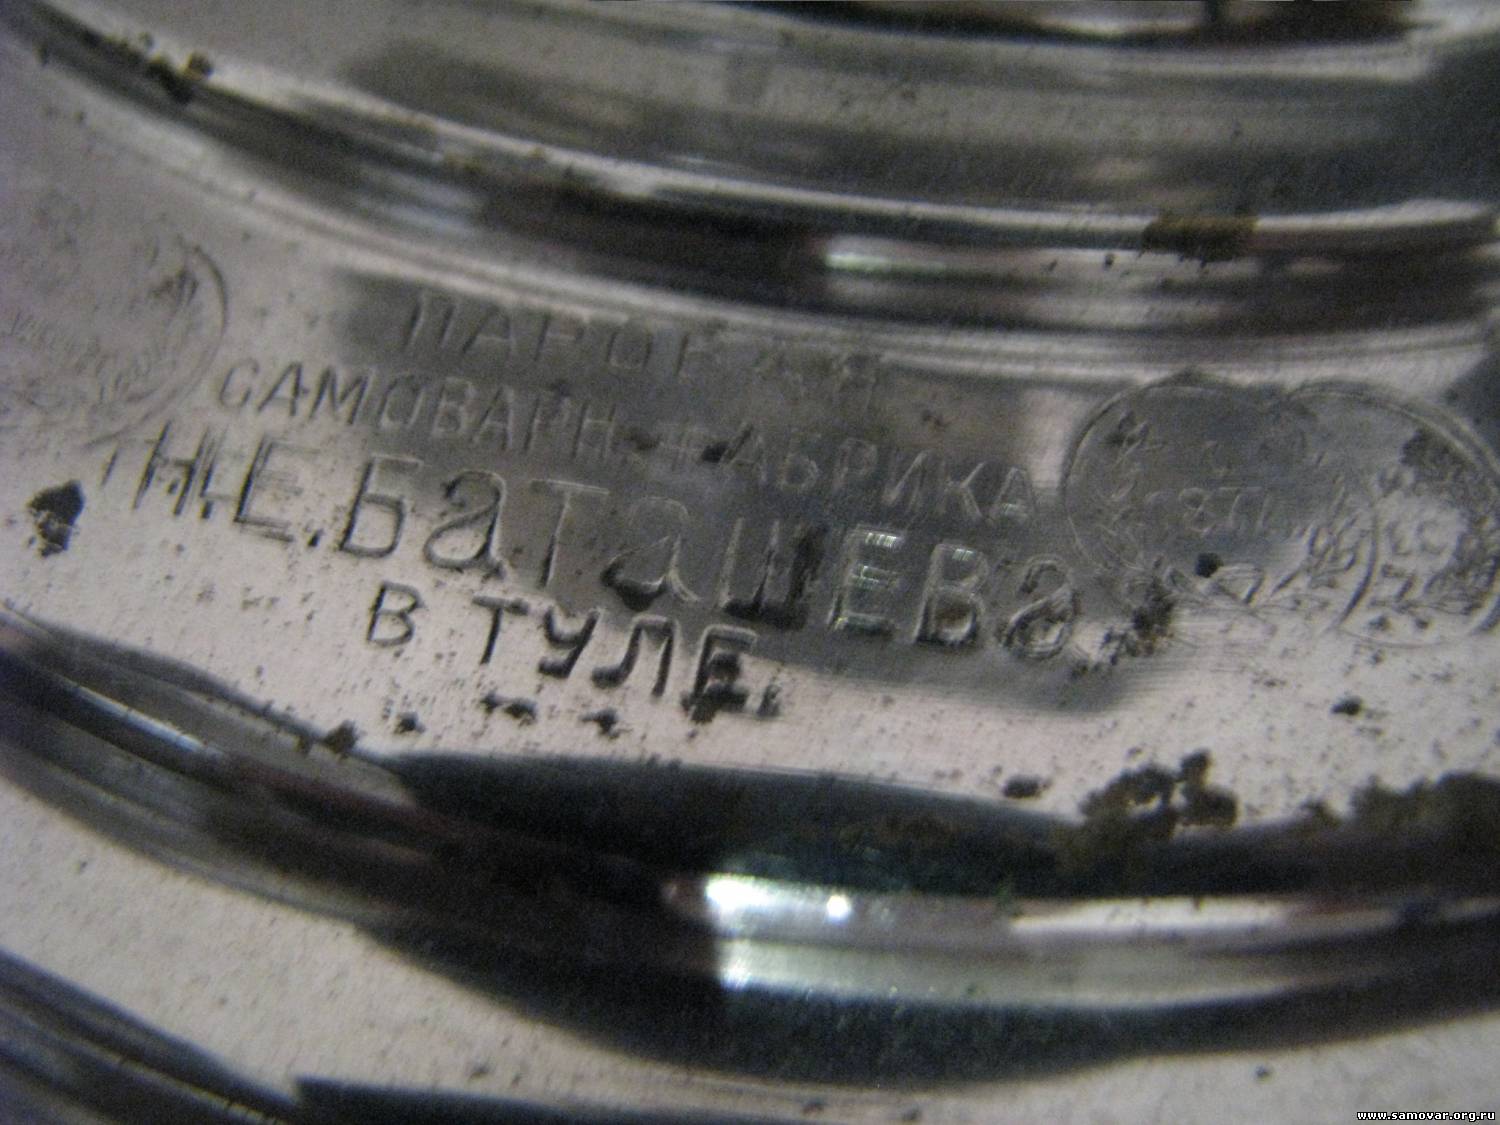 ПАРОВАЯ
САМОВАРН. ФАБРИКА
Н.Е. БаташЕва
В ТУЛЕ.
www.samovar.org.ru